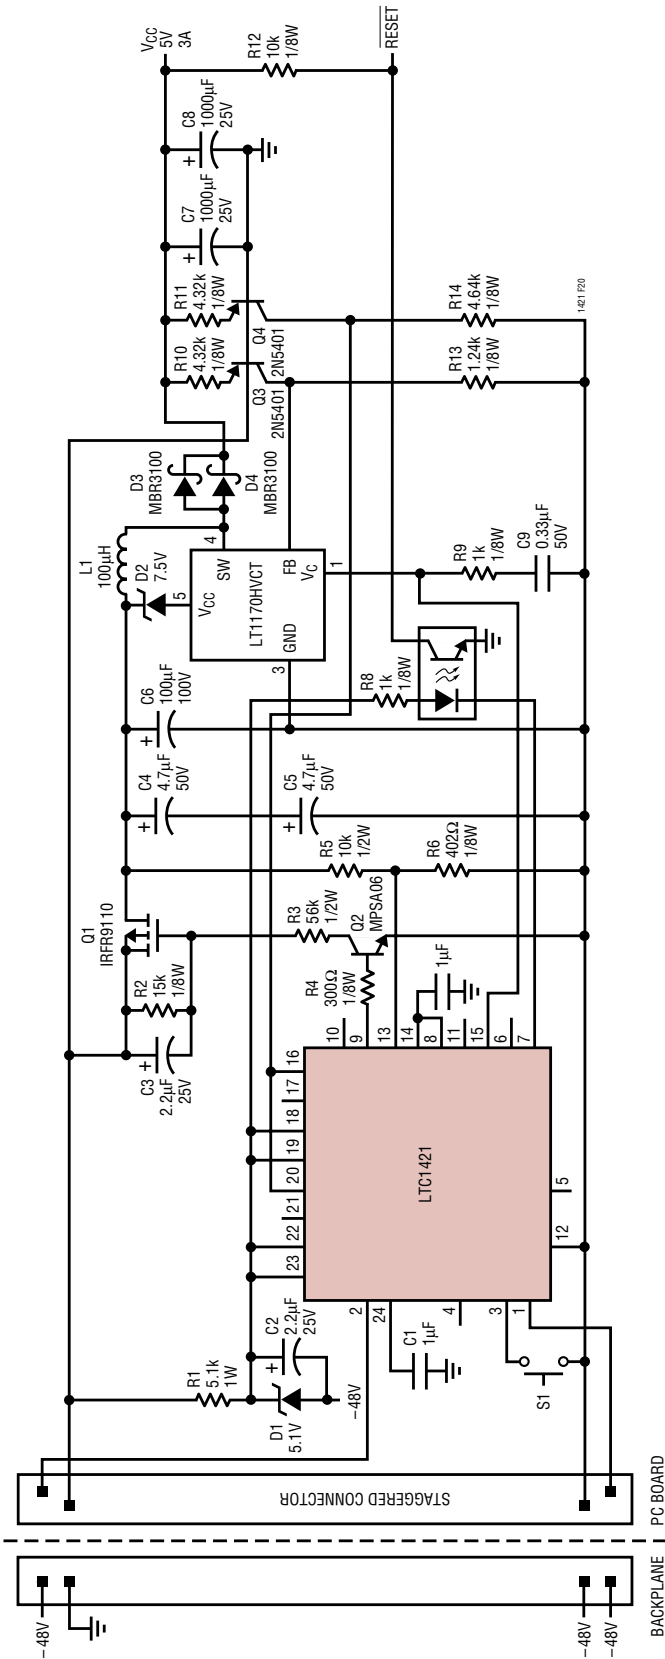 VCC
5V
3A
RESET
R12
10k
1/8W
C8
1000µF
25V
C7
1000µF
25V
R11
4.32k
1/8W
R10
4.32k
1/8W
Q4
2N5401
Q3
2N5401
R14
4.64k
1/8W
R13
1.24k
1/8W
1421 F20
D3
MBR3100
D4
MBR3100
L1
100µH
D2
7.5V
4
SW
5
VCC
LT1170HVCT
FB
VC
1
GND
3
R9
1k
1/8W
C9
0.33µF
50V
C6
100µF
100V
R8
1k
1/8W
C4
4.7µF
50V
C5
4.7µF
50V
R5
10k
1/2W
R6
402Ω
1/8W
Q1
IRFR9110
R2
15k
1/8W
C3
2.2µF
25V
R3
56k
1/2W
Q2
MPSA06
R4
300Ω
1/8W
1µF
10
9
13
14
8
11
15
6
7
16
17
18
19
20
21
22
23
LTC1421
5
12
2
24
4
3
1
R1
5.1k
1W
C2
2.2µF
25V
D1
5.1V
–48V
C1
1µF
S1
STAGGERED CONNECTOR
PC BOARD
BACKPLANE
–48V
–48V
–48V
+
+
+
+
+
+
+